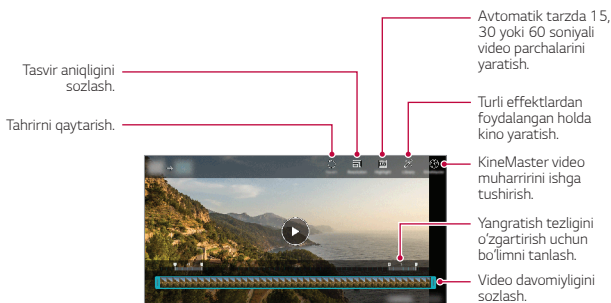 Avtomatik tarzda 15,
30 yoki 60 soniyali
video parchalarini
yaratish.
Tasvir aniqligini
sozlash.
Turli effektlardan
foydalangan holda
kino yaratish.
Tahrirni qaytarish.
KineMaster video
muharririni ishga
tushirish.
Yangratish tezligini
o'zgartirish uchun
bo'limni tanlash.
Video davomiyligini
sozlash.